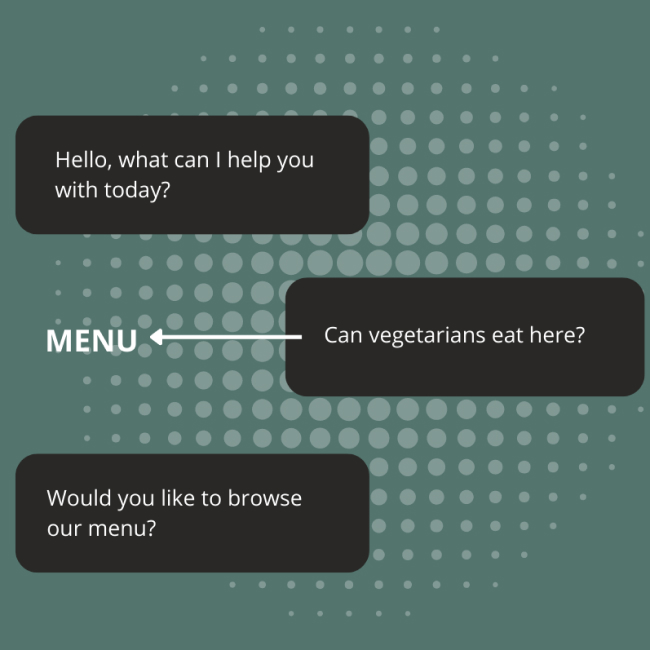 Hello, what can I help you
with today?
Can vegetarians eat here?
MENU
Would you like to browse
our menu?